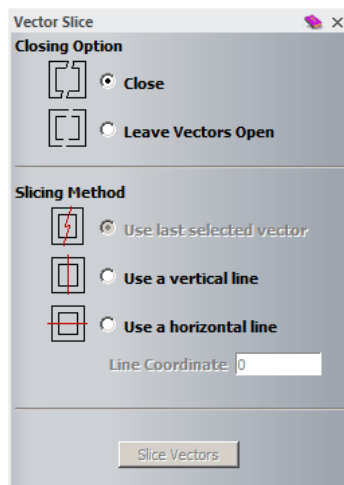 Vector Slice
Closing Option
Close
Leave Vectors Open
Slicing Method
Use last selected vector
Use a vertical line
Use a horizontal line
Line Coordinate 0
Slice Vectors